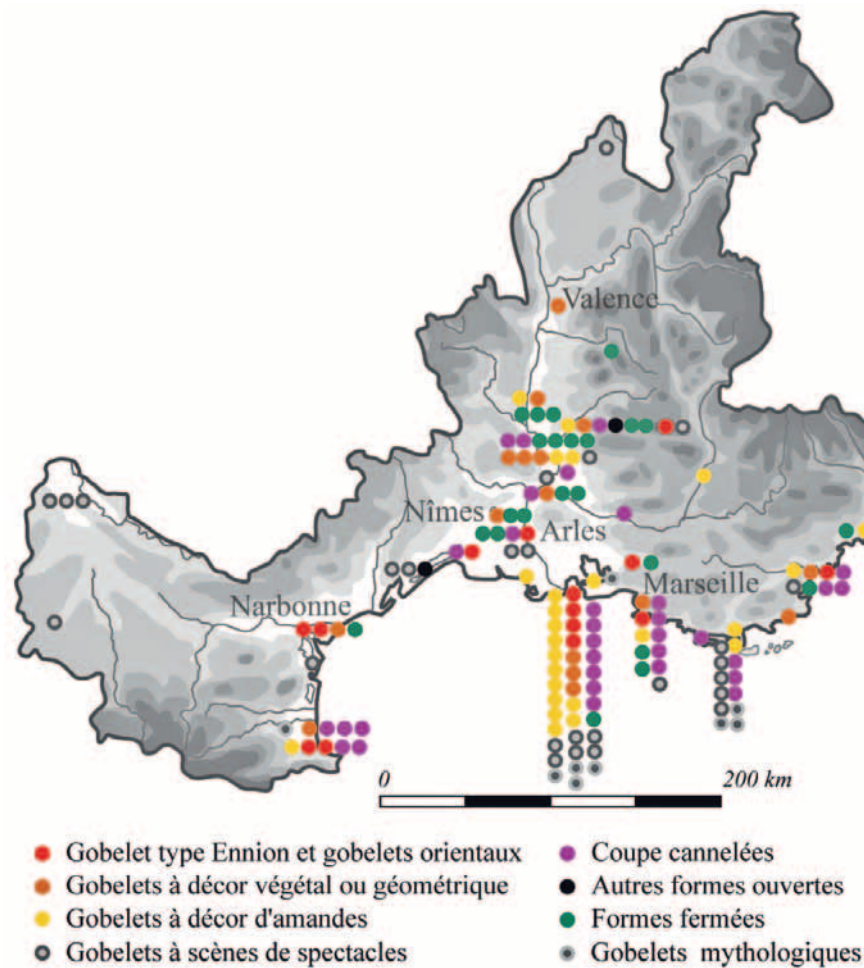 Valence
Nîmes
Arles
Marseille
Narbonne
0 200 km
Gobelet type Ennion et gobelets orientaux
Gobelets à décor végétal ou géométrique
Gobelets à décor d'amandes
Gobelets à scènes de spectacles
Coupe cannelées
Autres formes ouvertes
Formes fermées
Gobelets mythologiques